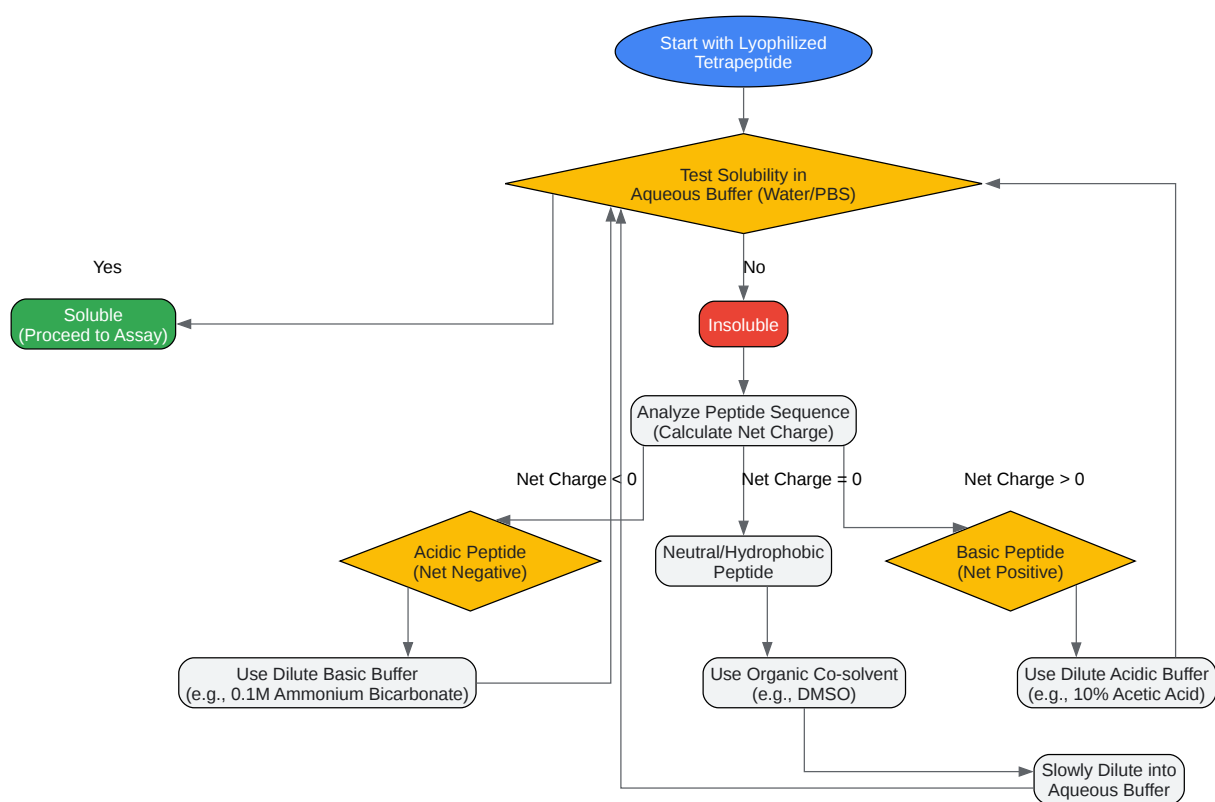 Start with Lyophilized
Tetrapeptide
Test Solubility in
Aqueous Buffer (Water/PBS)
Yes
No
Soluble
(Proceed to Assay)
Insoluble
Analyze Peptide Sequence
(Calculate Net Charge)
Net Charge < 0
Net Charge = 0
Net Charge > 0
Acidic Peptide
(Net Negative)
Neutral/Hydrophobic
Peptide
Basic Peptide
(Net Positive)
Use Dilute Basic Buffer
(e.g., 0.1M Ammonium Bicarbonate)
Use Organic Co-solvent
(e.g., DMSO)
Use Dilute Acidic Buffer
(e.g., 10% Acetic Acid)
Slowly Dilute into
Aqueous Buffer